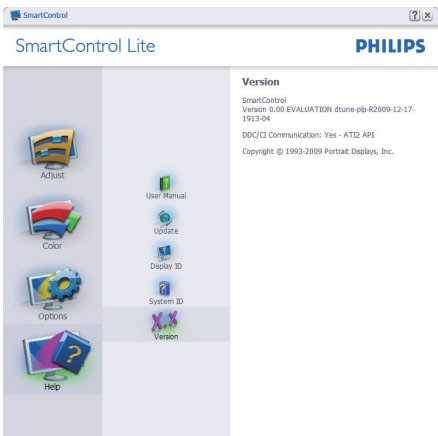 SmartControl
SmartControl Lite
PHILIPS
Adjust
Color
Options
Help
User Manual
Update
Display ID
System ID
X.X
Version
Version
SmartControl
Version 0.00 EVALUATION dtune-plp-R2009-12-17-
1913-04
DDC/CI Communication: Yes - ATI2 API
Copyright © 1993-2009 Portrait Displays, Inc.